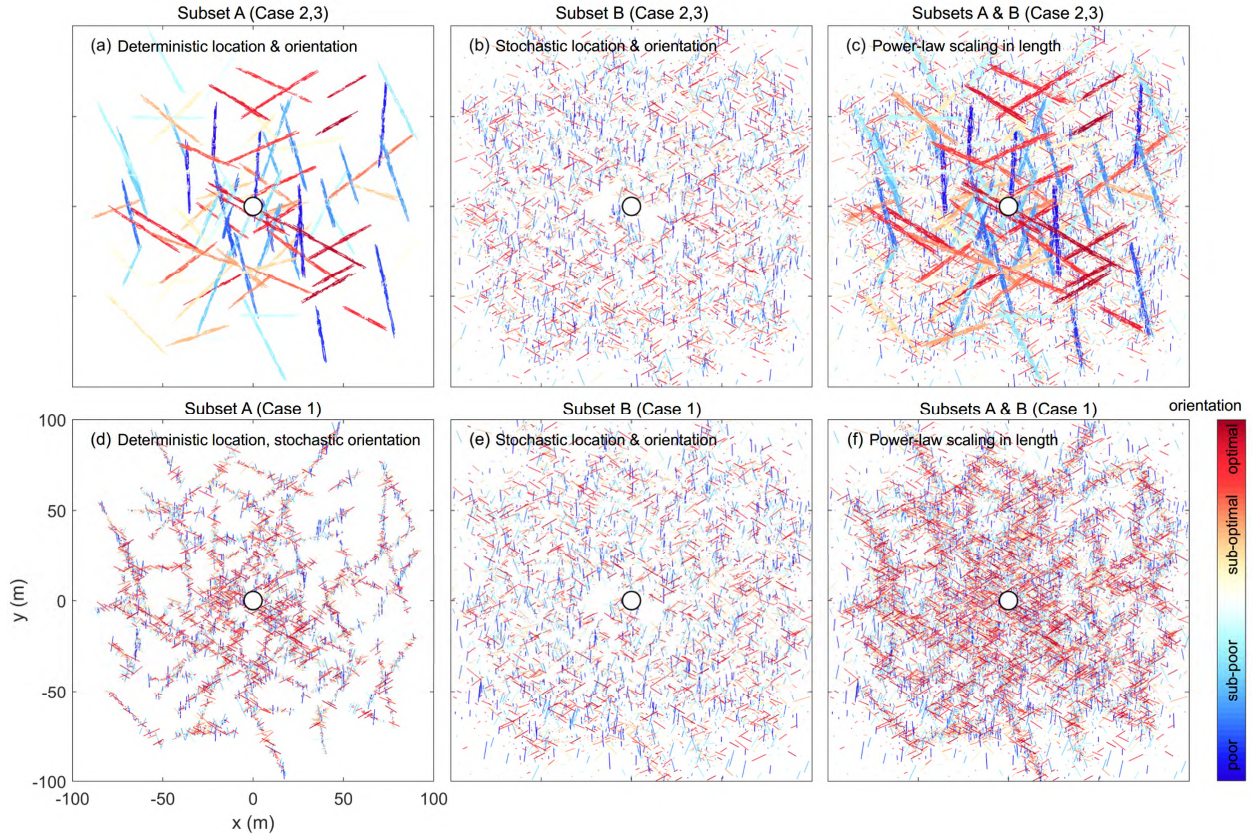 Subset A (Case 2,3)
Subset B (Case 2,3)
Subsets A & B (Case 2,3)
(a) Deterministic location & orientation
(b) Stochastic location & orientation
(c) Power-law scaling in length
Subset A (Case 1)
Subset B (Case 1)
Subsets A & B (Case 1)
orientation
(d) Deterministic location, stochastic orientation
(e) Stochastic location & orientation
(f) Power-law scaling in length
100
50
0
-50
-100
y (m)
-100
-50
0
50
100
x (m)
optimal
sub-optimal
sub-poor
poor